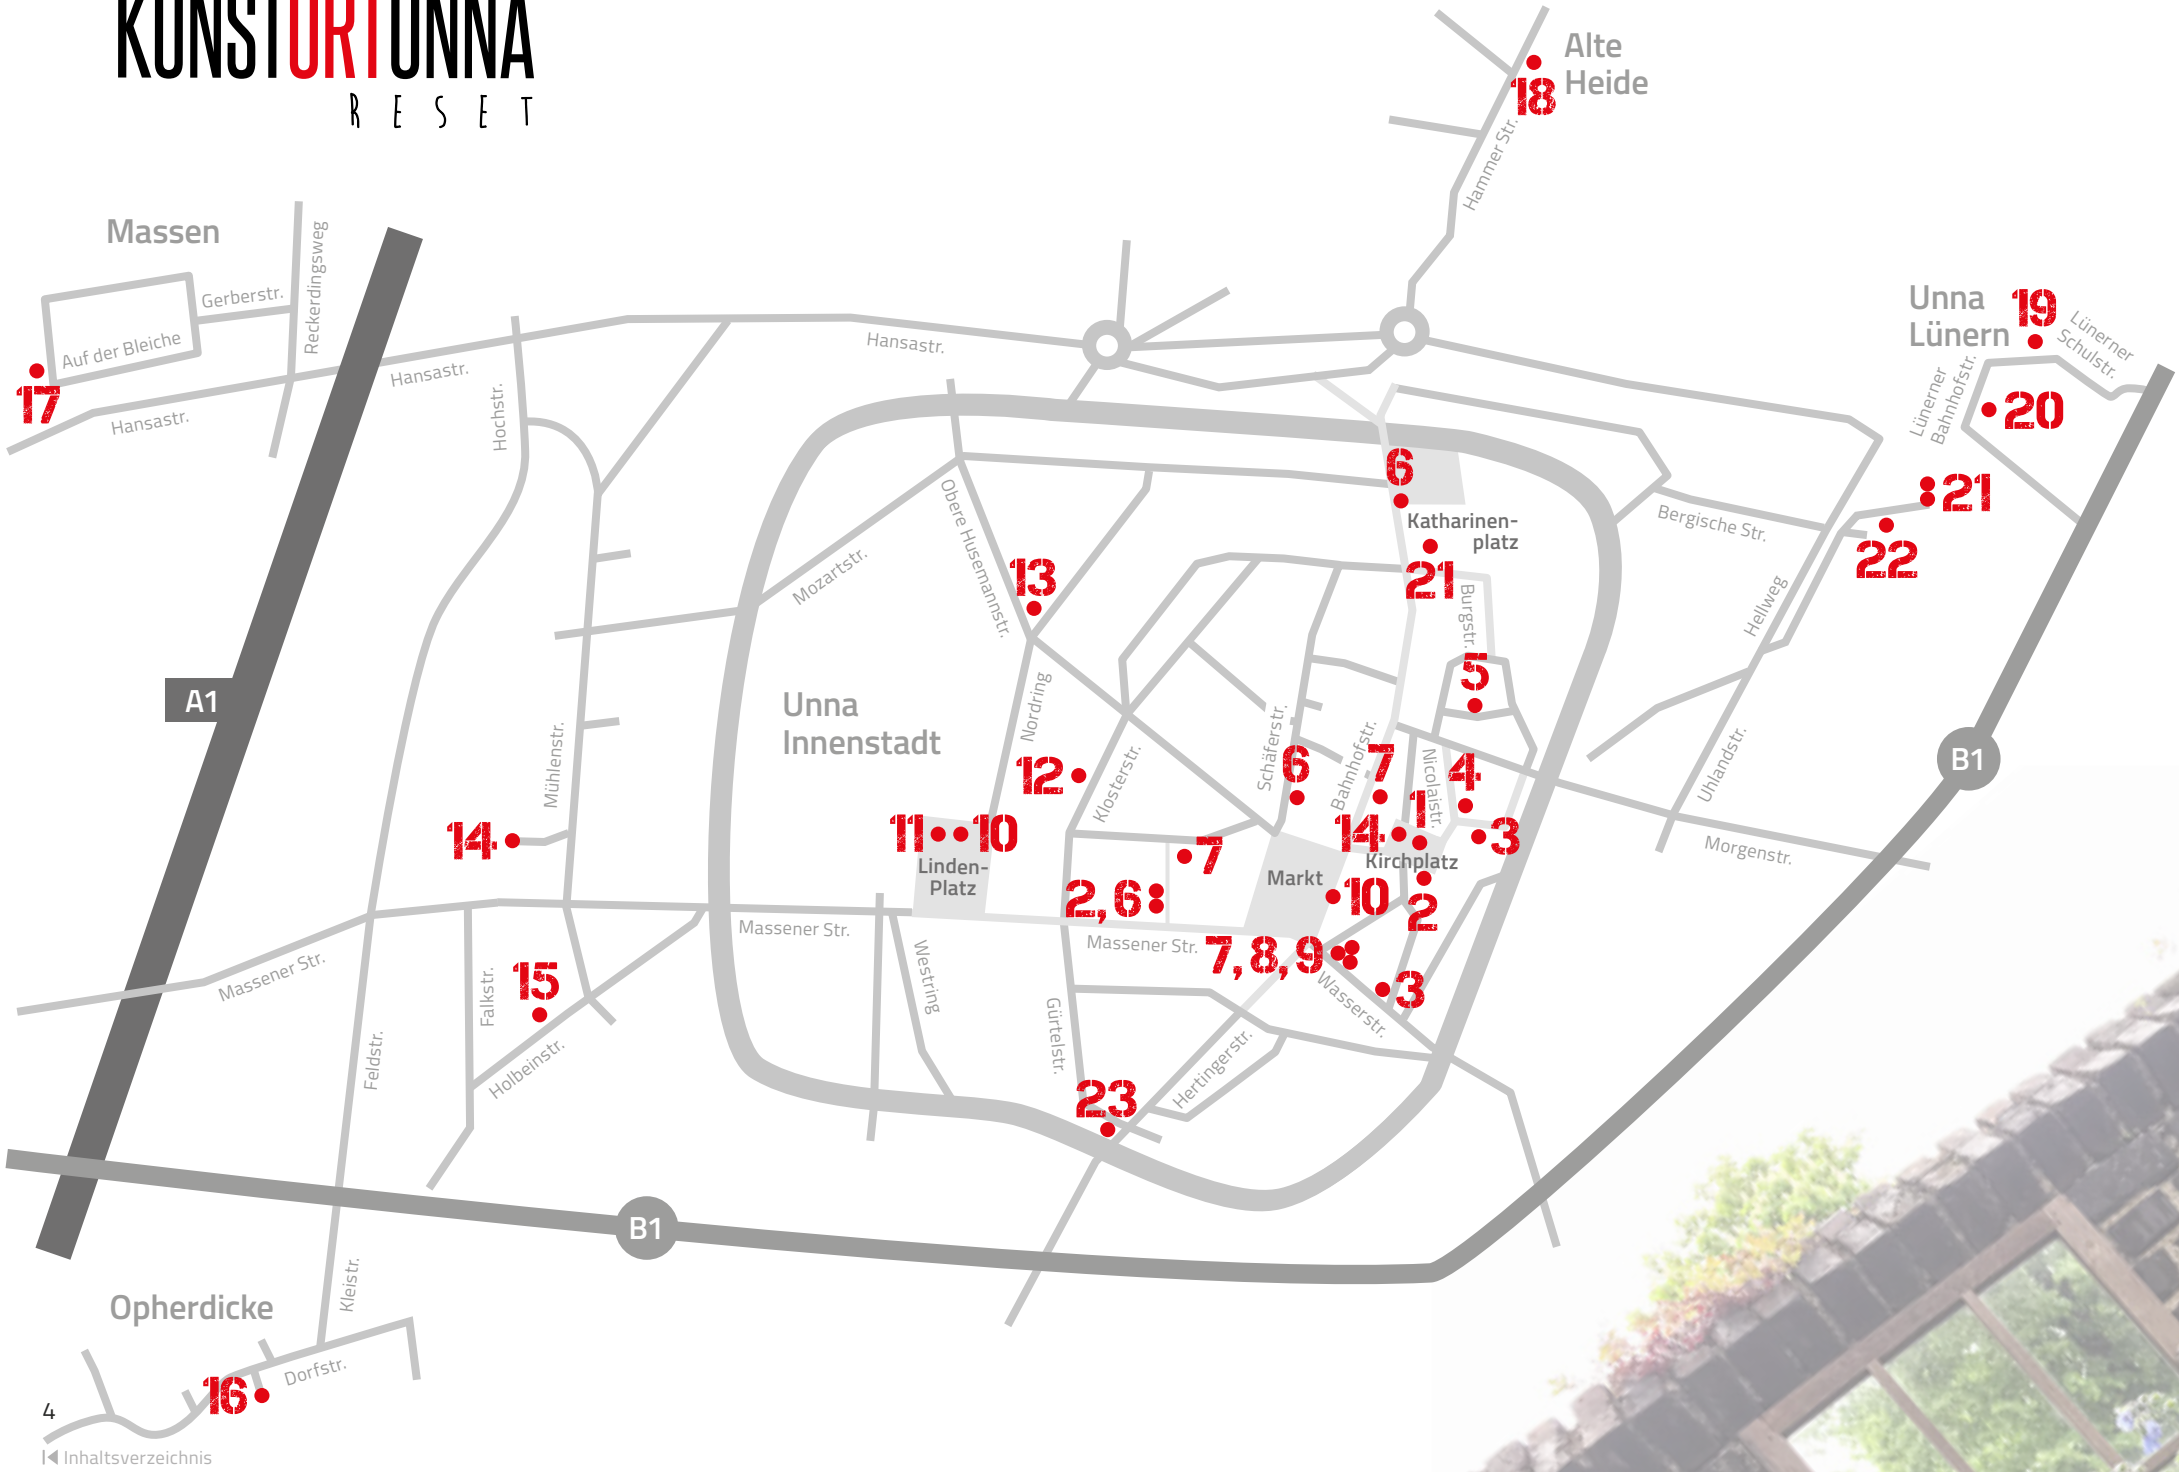 KUNSTORTUNNA
RESET
Alte
Heide
18
Hammer Str.
Massen
Reckerdingsweg
Gerberstr.
Auf der Bleiche
17
Hansastr.
Hansastr.
Hansastr.
Hochstr.
Unna
Lünern
19
Lünerner
Schulstr.
Lünerner
Bahnhofstr.
20
21
22
Bergische Str.
Hellweg
Uhlandstr.
Morgenstr.
B1
A1
6
Katharinen-
platz
21
Burgstr.
5
Obere Husemannstr.
13
Mozartstr.
Unna
Innenstadt
Nordring
12
Klosterstr.
Schäferstr.
6
Bahnhofstr.
7
Nicolaistr.
4
1
14
3
Kirchplatz
Mühlenstr.
14
11
10
Linden-
Platz
7
2,6
Markt
10
2
Massener Str.
Massener Str.
Massener Str.
7,8,9
3
Wasserstr.
Westring
Gürtelstr.
Hertingerstr.
23
Falkstr.
15
Holbeinstr.
Feldstr.
B1
Kleistr.
Opherdicke
Dorfstr.
16
4
Inhaltsverzeichnis